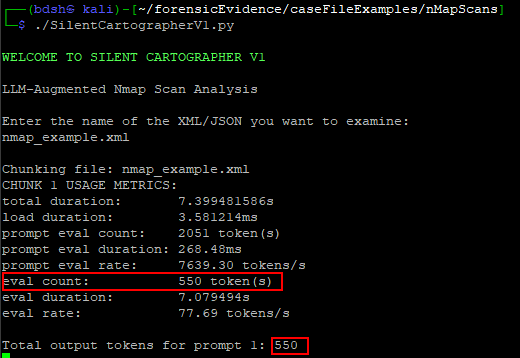 ┌──(bdsh㉿ kali)-[~/forensicEvidence/caseFileExamples/nMapScans]
└─$ ./SilentCartographerV1.py
WELCOME TO SILENT CARTOGRAPHER V1
LLM-Augmented Nmap Scan Analysis
Enter the name of the XML/JSON you want to examine:
nmap_example.xml
Chunking file: nmap_example.xml
CHUNK 1 USAGE METRICS:
total duration: 7.399481586s
load duration: 3.581214ms
prompt eval count: 2051 token(s)
prompt eval duration: 268.48ms
prompt eval rate: 7639.30 tokens/s
eval count: 550 token(s)
eval duration: 7.079494s
eval rate: 77.69 tokens/s
Total output tokens for prompt 1: 550